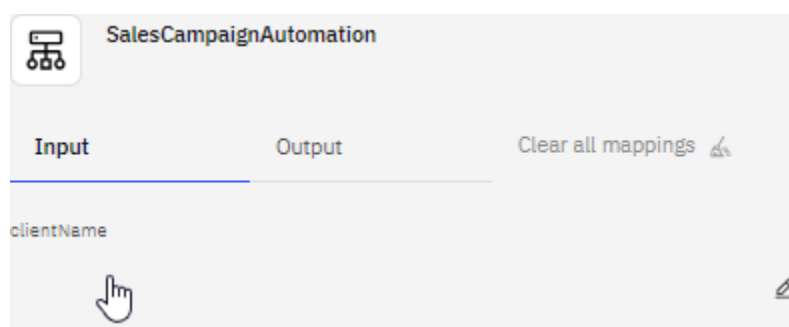 SalesCampaignAutomation
Input Output Clear all mappings
clientName